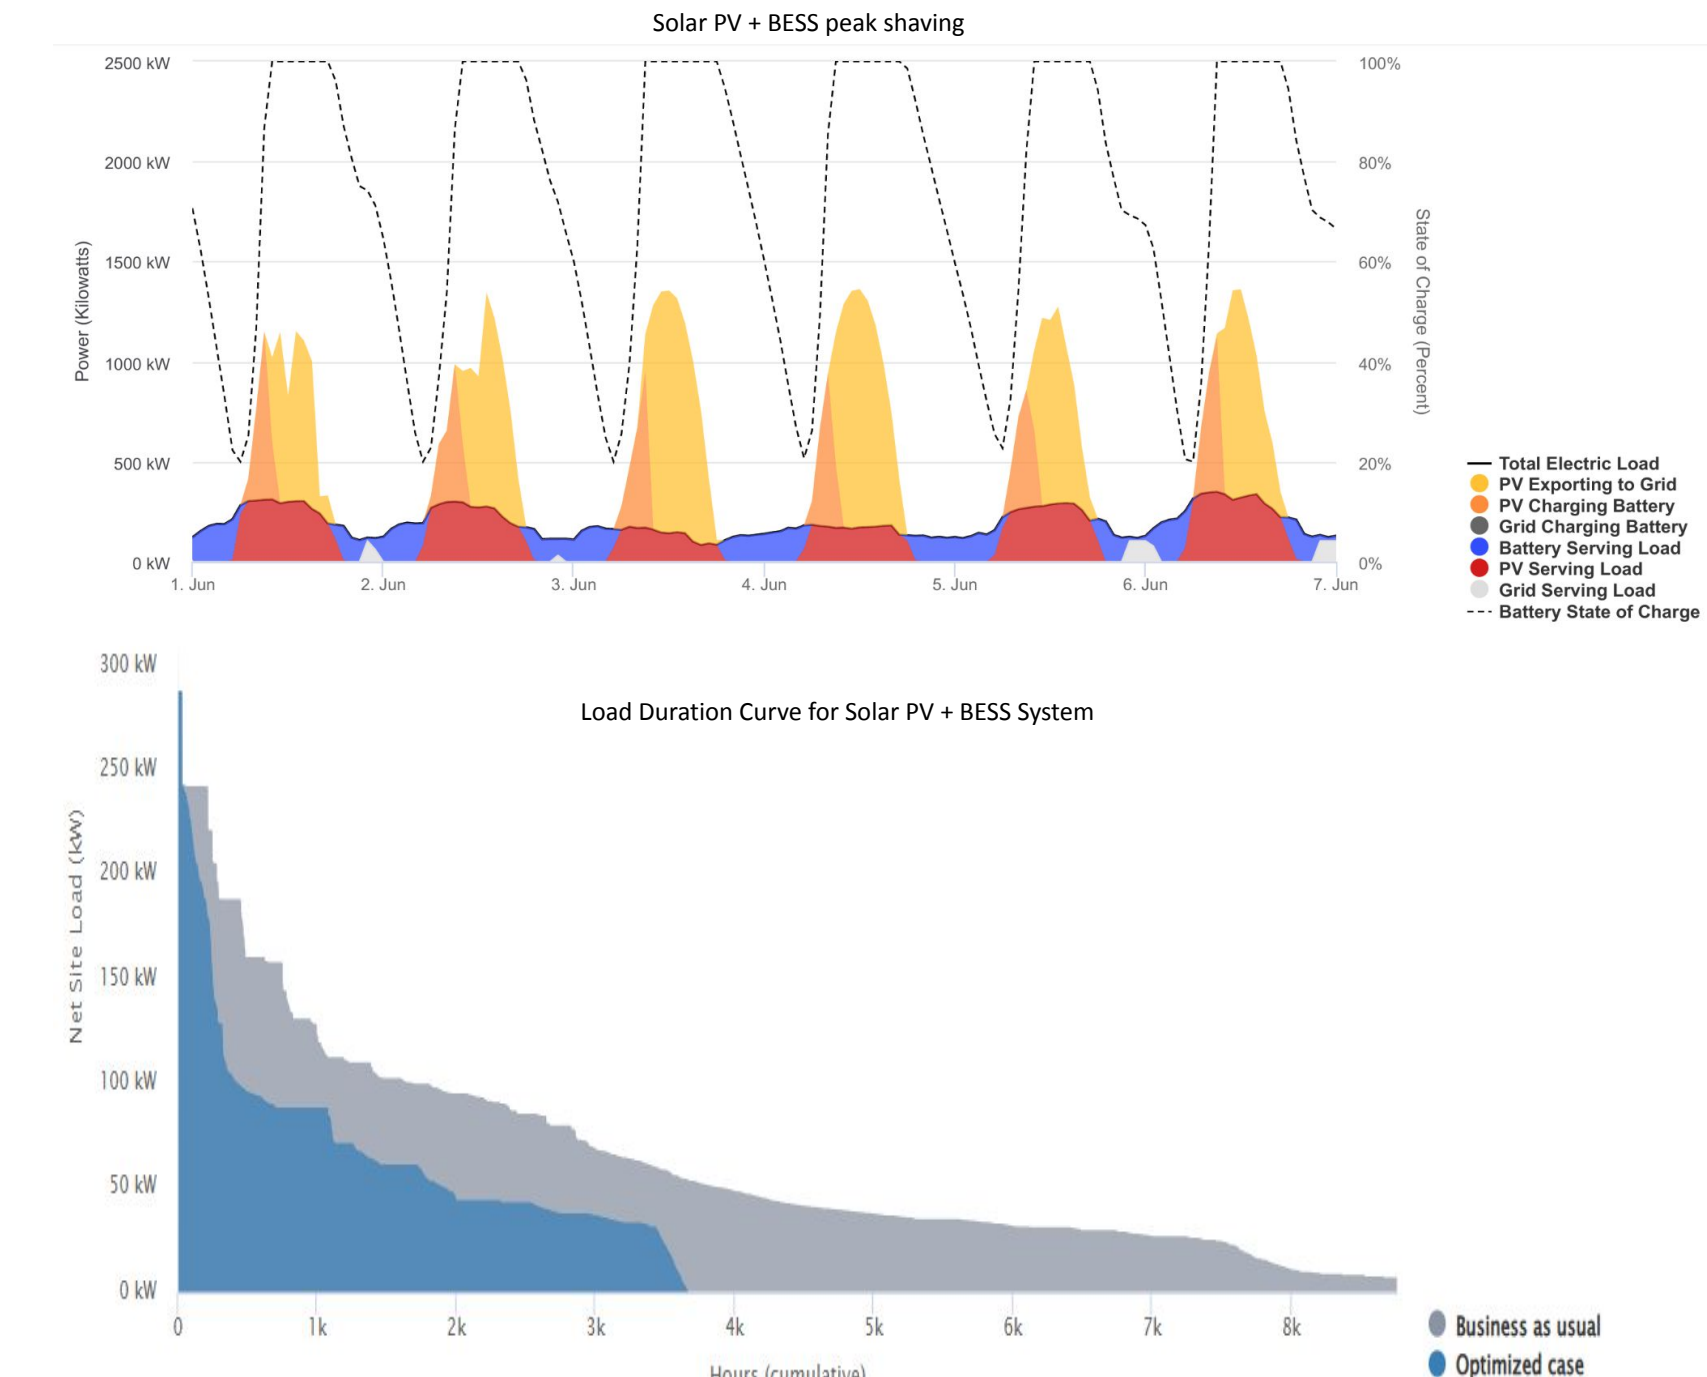 Solar PV + BESS peak shaving
2500 kW
2000 kW
1500 kW
1000 kW
500 kW
0 kW
Power (Kilowatts)
100%
80%
60%
40%
20%
0%
State of Charge (Percent)
1. Jun
2. Jun
3. Jun
4. Jun
5. Jun
6. Jun
7. Jun
Total Electric Load
PV Exporting to Grid
PV Charging Battery
Grid Charging Battery
Battery Serving Load
PV Serving Load
Grid Serving Load
Battery State of Charge
Load Duration Curve for Solar PV + BESS System
300 kW
250 kW
200 kW
150 kW
100 kW
50 kW
0 kW
Net Site Load (kW)
0
1k
2k
3k
4k
5k
6k
7k
8k
Hours (cumulative)
Business as usual
Optimized case